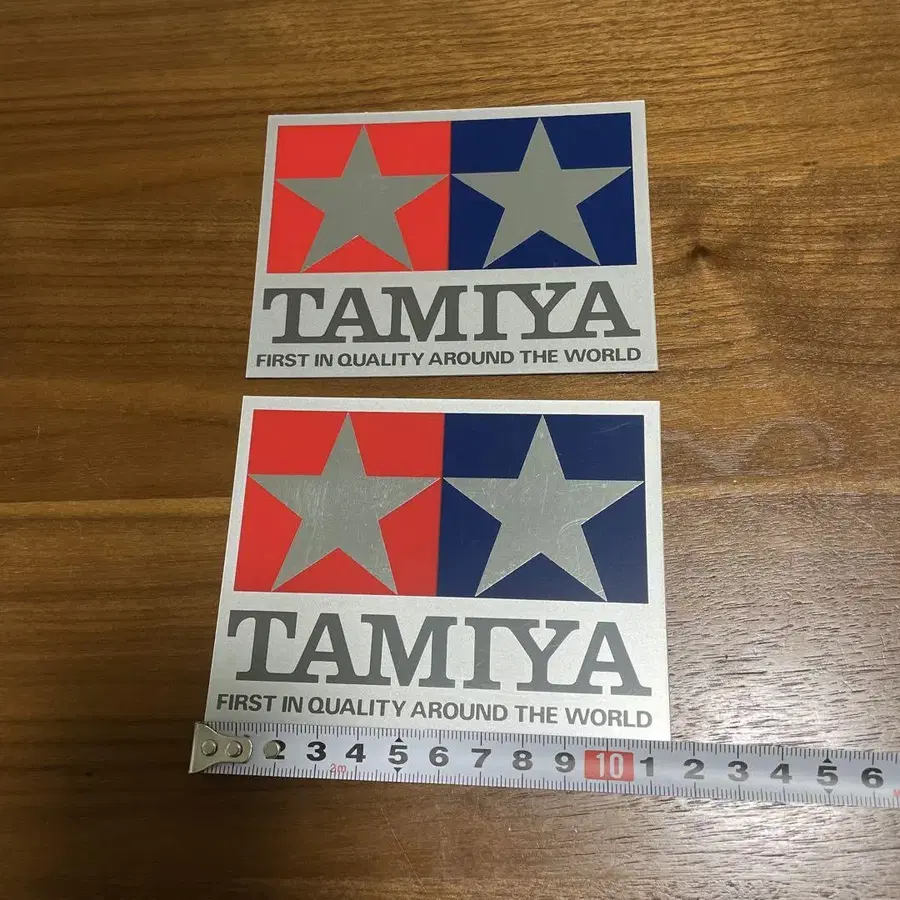 TAMIYA
FIRST IN QUALITY AROUND THE WORLD
TAMIYA
FIRST IN QUALITY AROUND THE WORLD
2 3 4 5 6 7 8 9 10 1 2 3 4 5 6
2m